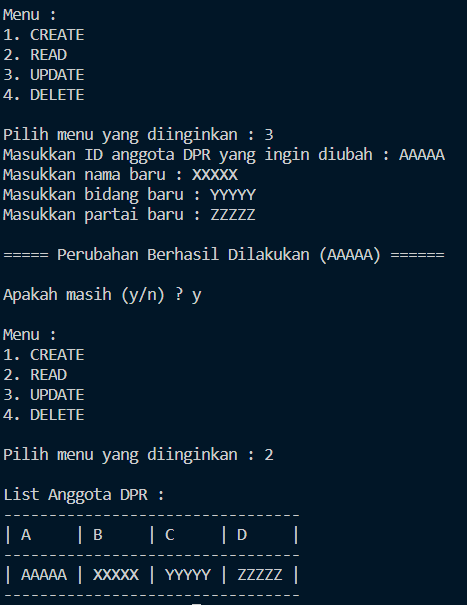 Menu :
1. CREATE
2. READ
3. UPDATE
4. DELETE
Pilih menu yang diinginkan : 3
Masukkan ID anggota DPR yang ingin diubah : AAAAA
Masukkan nama baru : XXXXX
Masukkan bidang baru : YYYYY
Masukkan partai baru : ZZZZZ
===== Perubahan Berhasil Dilakukan (AAAAA) ======
Apakah masih (y/n) ? y
Menu :
1. CREATE
2. READ
3. UPDATE
4. DELETE
Pilih menu yang diinginkan : 2
List Anggota DPR :
---------------------------------
| A     | B     | C     | D     |
---------------------------------
| AAAAA | XXXXX | YYYYY | ZZZZZ |
---------------------------------